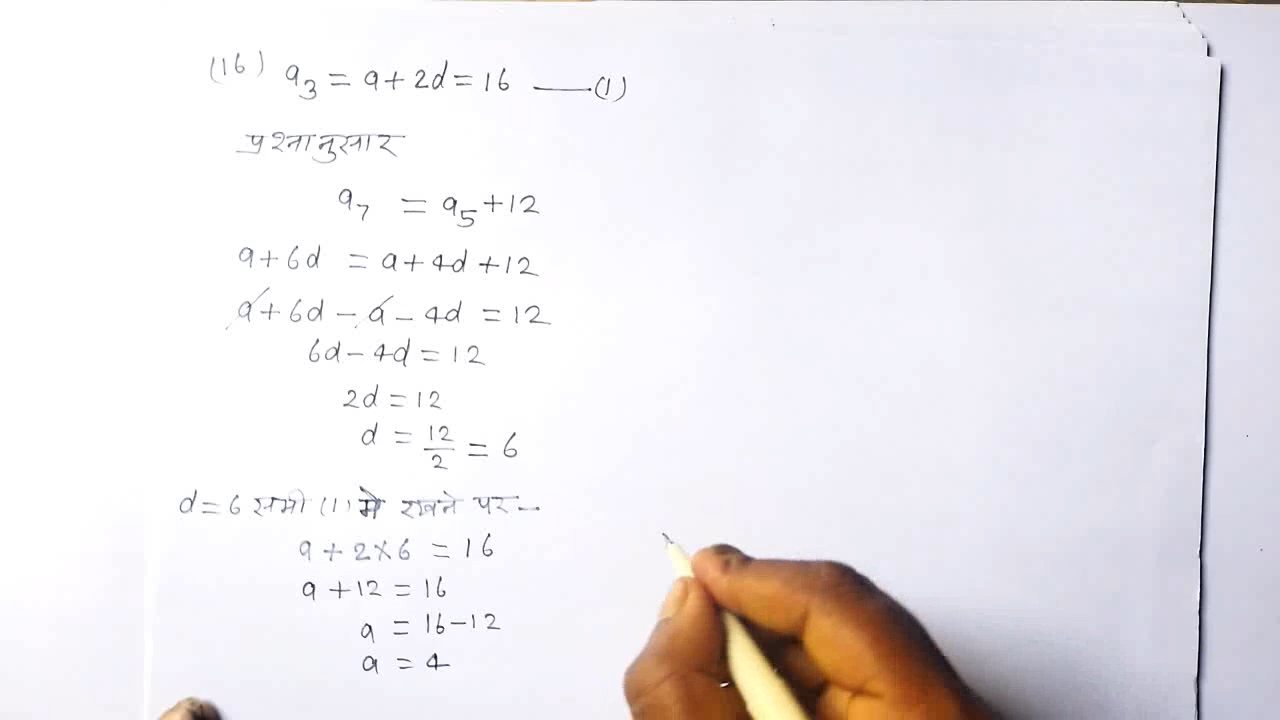 (16) a₃ = a + 2d = 16 ——(1)
प्रश्नानुसार
a₇ = a₅ + 12
a + 6d = a + 4d + 12
a + 6d - a - 4d = 12
6d - 4d = 12
2d = 12
d = 12/2 = 6
d = 6 समी (1) मे रखने पर -
a + 2 × 6 = 16
a + 12 = 16
a = 16 - 12
a = 4